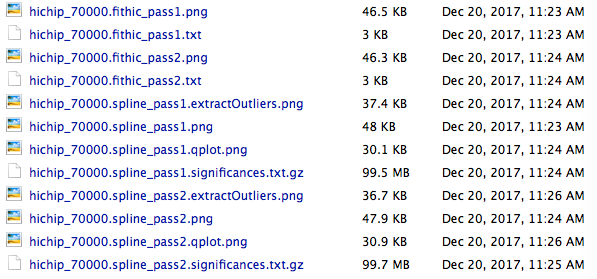 hichip_70000.fithic_pass1.png 46.5 KB Dec 20, 2017, 11:23 AM
hichip_70000.fithic_pass1.txt 3 KB Dec 20, 2017, 11:23 AM
hichip_70000.fithic_pass2.png 46.3 KB Dec 20, 2017, 11:24 AM
hichip_70000.fithic_pass2.txt 3 KB Dec 20, 2017, 11:24 AM
hichip_70000.spline_pass1.extractOutliers.png 37.4 KB Dec 20, 2017, 11:24 AM
hichip_70000.spline_pass1.png 48 KB Dec 20, 2017, 11:23 AM
hichip_70000.spline_pass1.qplot.png 30.1 KB Dec 20, 2017, 11:24 AM
hichip_70000.spline_pass1.significances.txt.gz 99.5 MB Dec 20, 2017, 11:24 AM
hichip_70000.spline_pass2.extractOutliers.png 36.7 KB Dec 20, 2017, 11:26 AM
hichip_70000.spline_pass2.png 47.9 KB Dec 20, 2017, 11:24 AM
hichip_70000.spline_pass2.qplot.png 30.9 KB Dec 20, 2017, 11:26 AM
hichip_70000.spline_pass2.significances.txt.gz 99.7 MB Dec 20, 2017, 11:25 AM